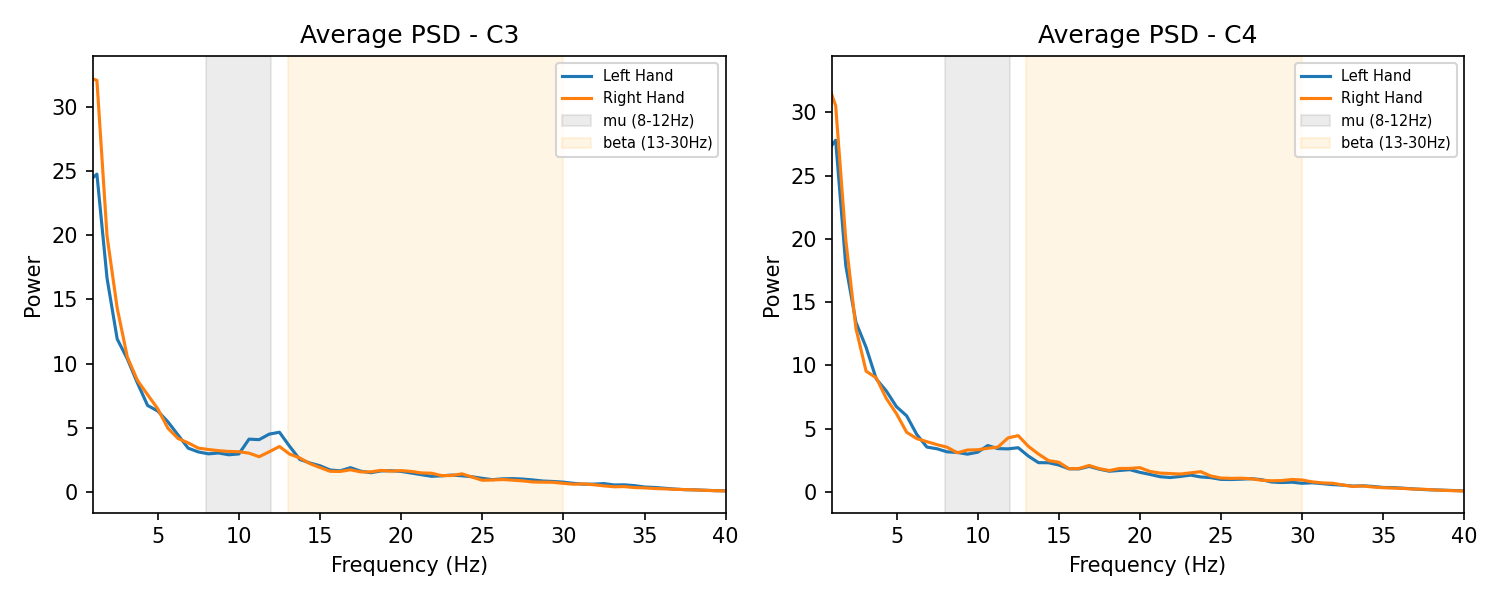 Average PSD - C3
Power
30
25
20
15
10
5
0
5
10
15
20
25
30
35
40
Frequency (Hz)
Left Hand
Right Hand
mu (8-12Hz)
beta (13-30Hz)
Average PSD - C4
Power
30
25
20
15
10
5
0
5
10
15
20
25
30
35
40
Frequency (Hz)
Left Hand
Right Hand
mu (8-12Hz)
beta (13-30Hz)